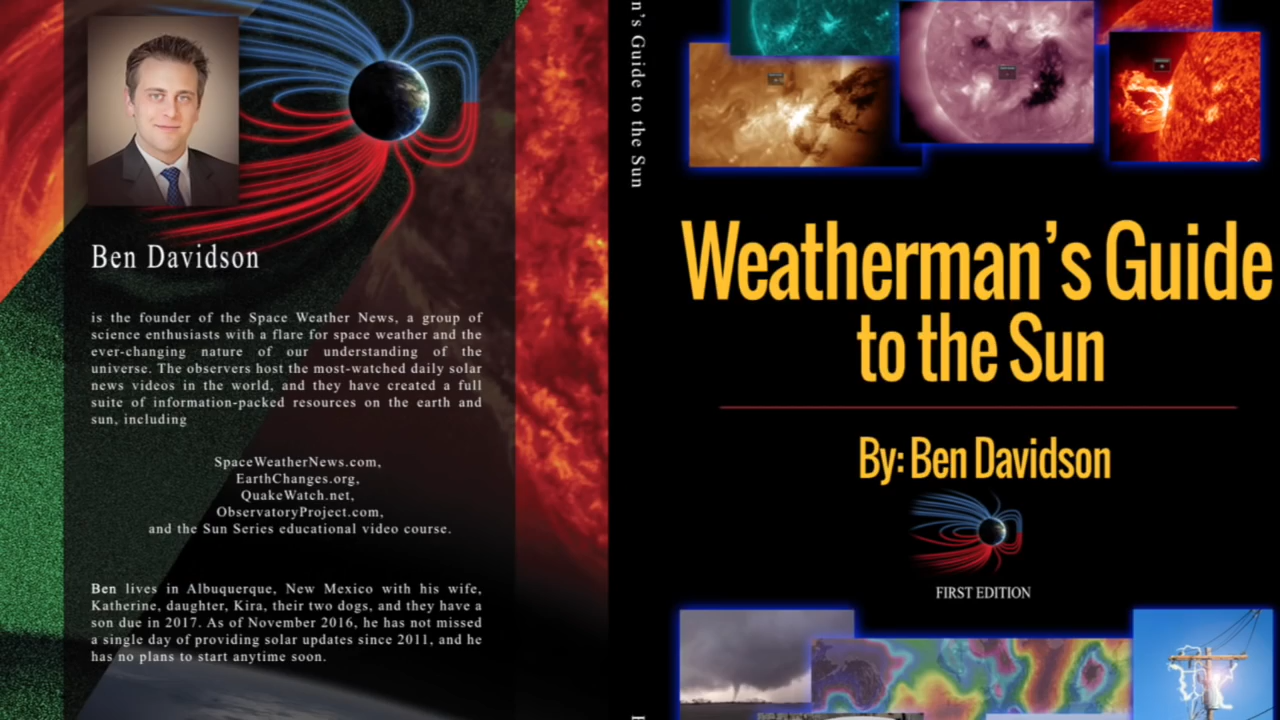 Ben Davidson
is the founder of the Space Weather News, a group of
science enthusiasts with a flare for space weather and the
ever-changing nature of our understanding of the
universe. The observers host the most-watched daily solar
news videos in the world, and they have created a full
suite of information-packed resources on the earth and
sun, including
SpaceWeatherNews.com,
EarthChanges.org,
QuakeWatch.net,
ObservatoryProject.com,
and the Sun Series educational video course.
Ben lives in Albuquerque, New Mexico with his wife,
Katherine, daughter, Kira, their two dogs, and they have a
son due in 2017. As of November 2016, he has not missed
a single day of providing solar updates since 2011, and he
has no plans to start anytime soon.
n's Guide to the Sun
Weatherman's Guide
to the Sun
By: Ben Davidson
FIRST EDITION